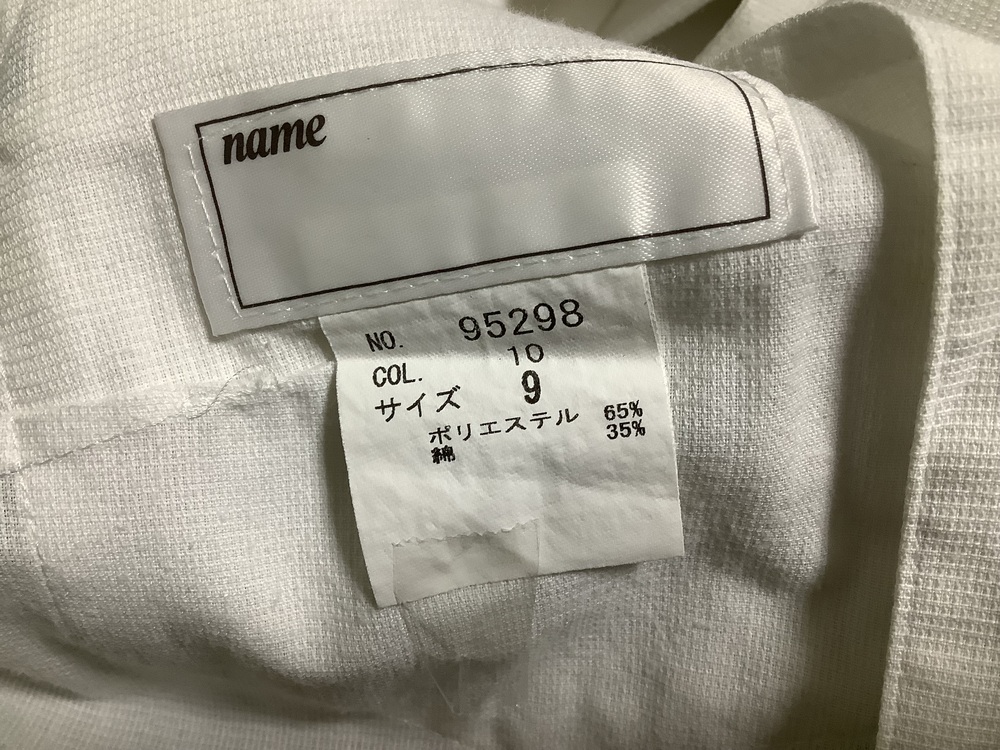 name
NO. 95298
COL. 10
サイズ 9
ポリエステル 65%
綿 35%